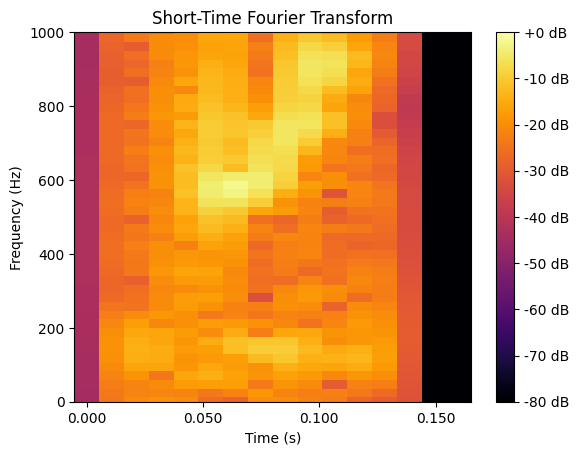 Short-Time Fourier Transform
1000
800
600
400
200
0
Frequency (Hz)
0.000
0.050
0.100
0.150
Time (s)
+0 dB
-10 dB
-20 dB
-30 dB
-40 dB
-50 dB
-60 dB
-70 dB
-80 dB